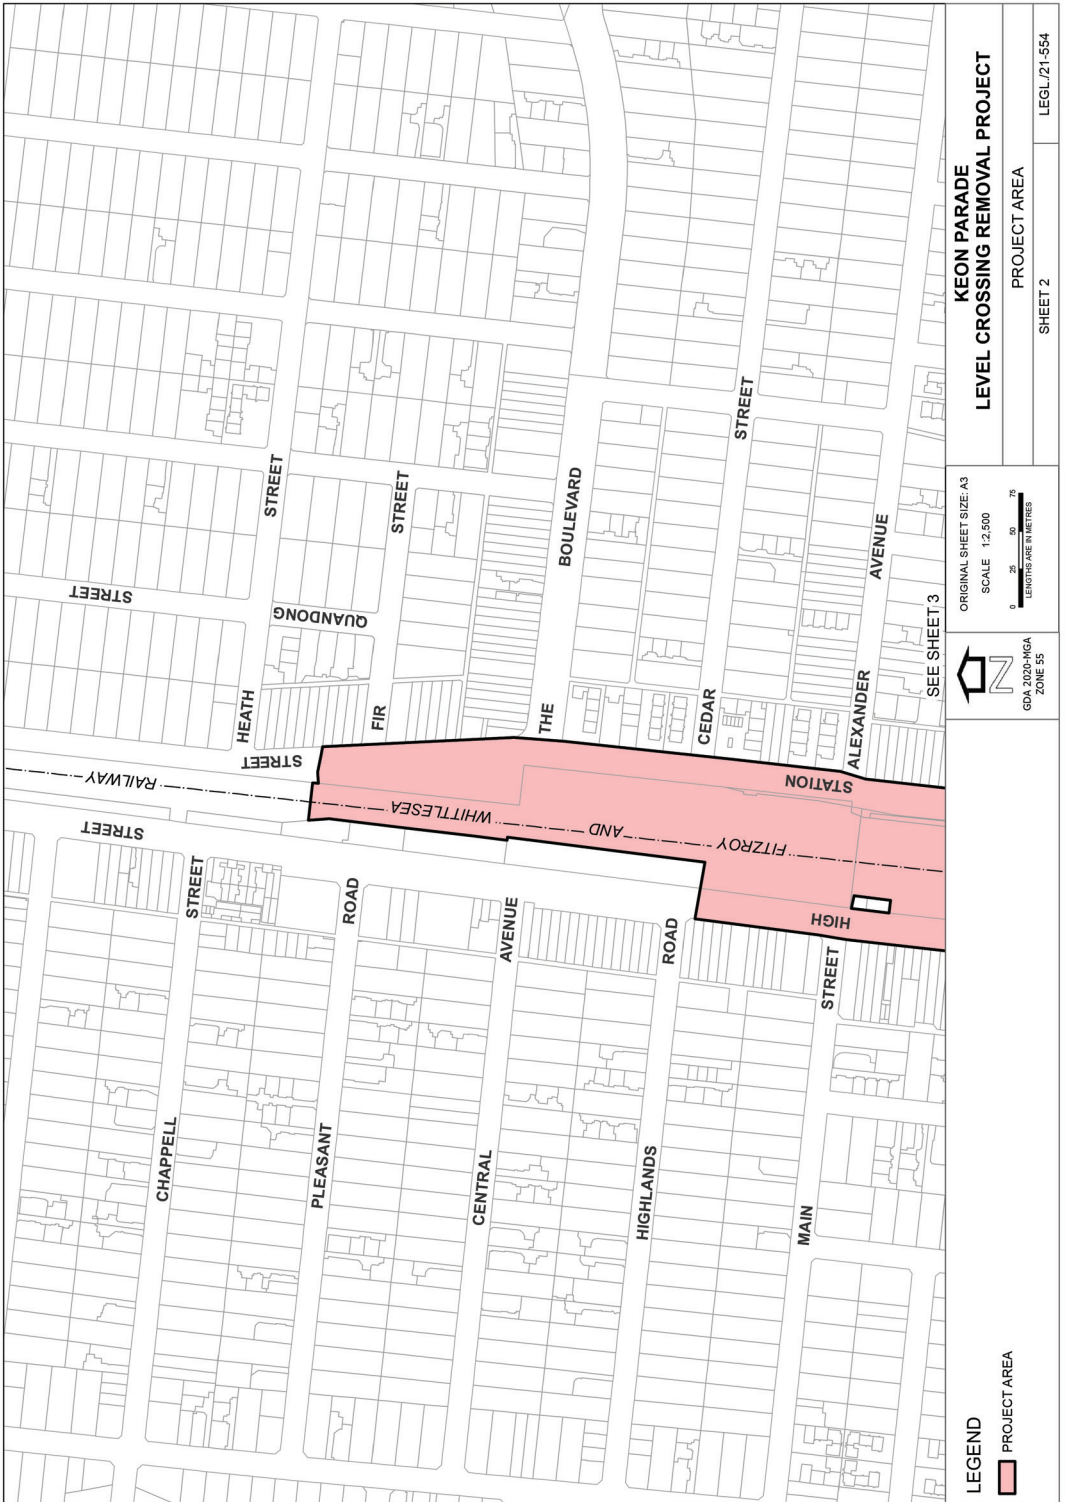 CHAPPELL
STREET
STREET
HEATH
STREET
STREET
STREET
PLEASANT
ROAD
FIR
STREET
QUANDONG
CENTRAL
AVENUE
THE
BOULEVARD
HIGHLANDS
ROAD
CEDAR
STREET
MAIN
STREET
HIGH
STATION
ALEXANDER
AVENUE
FITZROY
AND
WHITTLESEA
RAILWAY
SEE SHEET 3
LEGEND
PROJECT AREA
N
GDA 2020-MGA
ZONE 55
ORIGINAL SHEET SIZE: A3
SCALE 1:2,500
0 25 50 75
LENGTHS ARE IN METRES
KEON PARADE
LEVEL CROSSING REMOVAL PROJECT
PROJECT AREA
SHEET 2
LEGL./21-554